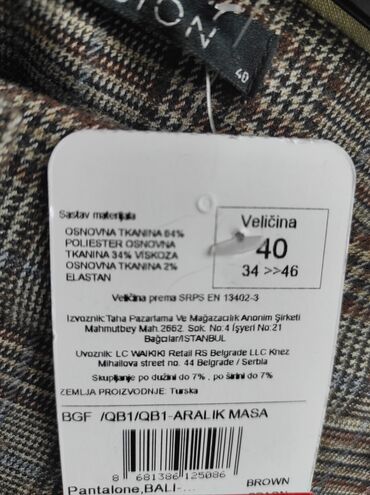 ION
40
Sastav materijala
OSNOVNA TKANINA 64%
POLIESTER OSNOVNA
TKANINA 34% VISKOZA
OSNOVNA TKANINA 2%
ELASTAN
Veličina
40
34 >>46
Veličina prema SRPS EN 13402-3
Izvoznik:Taha Pazarlama Ve Mağazacılık Anonim Şirketi
Mahmutbey Mah.2662. Sok. No:4 İşyeri No:21
Bağcılar/ISTANBUL
Uvoznik: LC WAIKIKI Retail RS Belgrade LLC Knez
Mihailova street no. 44 Belgrade / Serbia
Skupljanje po dužini do 7% , po širini do 7%
ZEMLJA PROIZVODNJE: Turska
BGF /QB1/QB1-ARALIK MASA
8 681386 125086
BROWN
Pantalone,BALI-...